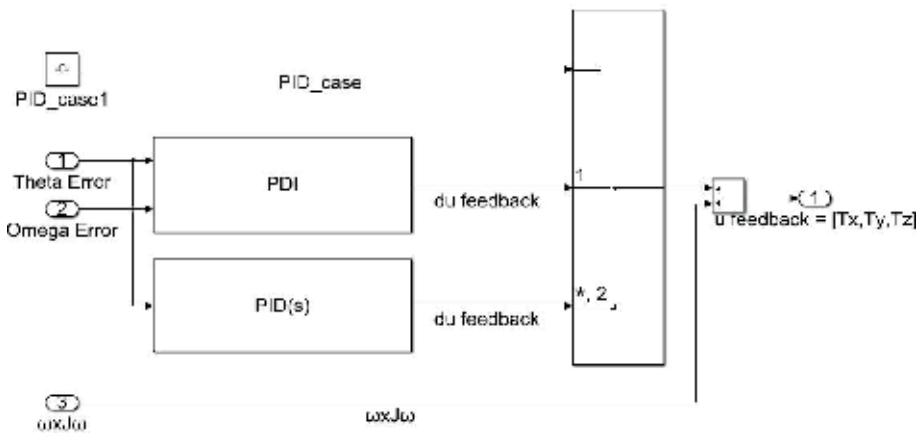 PID_case1
PID_case
1
Theta Error
2
Omega Error
PDI
du feedback
1
PID(s)
du feedback
*, 2
1
u feedback = [Tx,Ty,Tz]
3
ωxJω
ωxJω